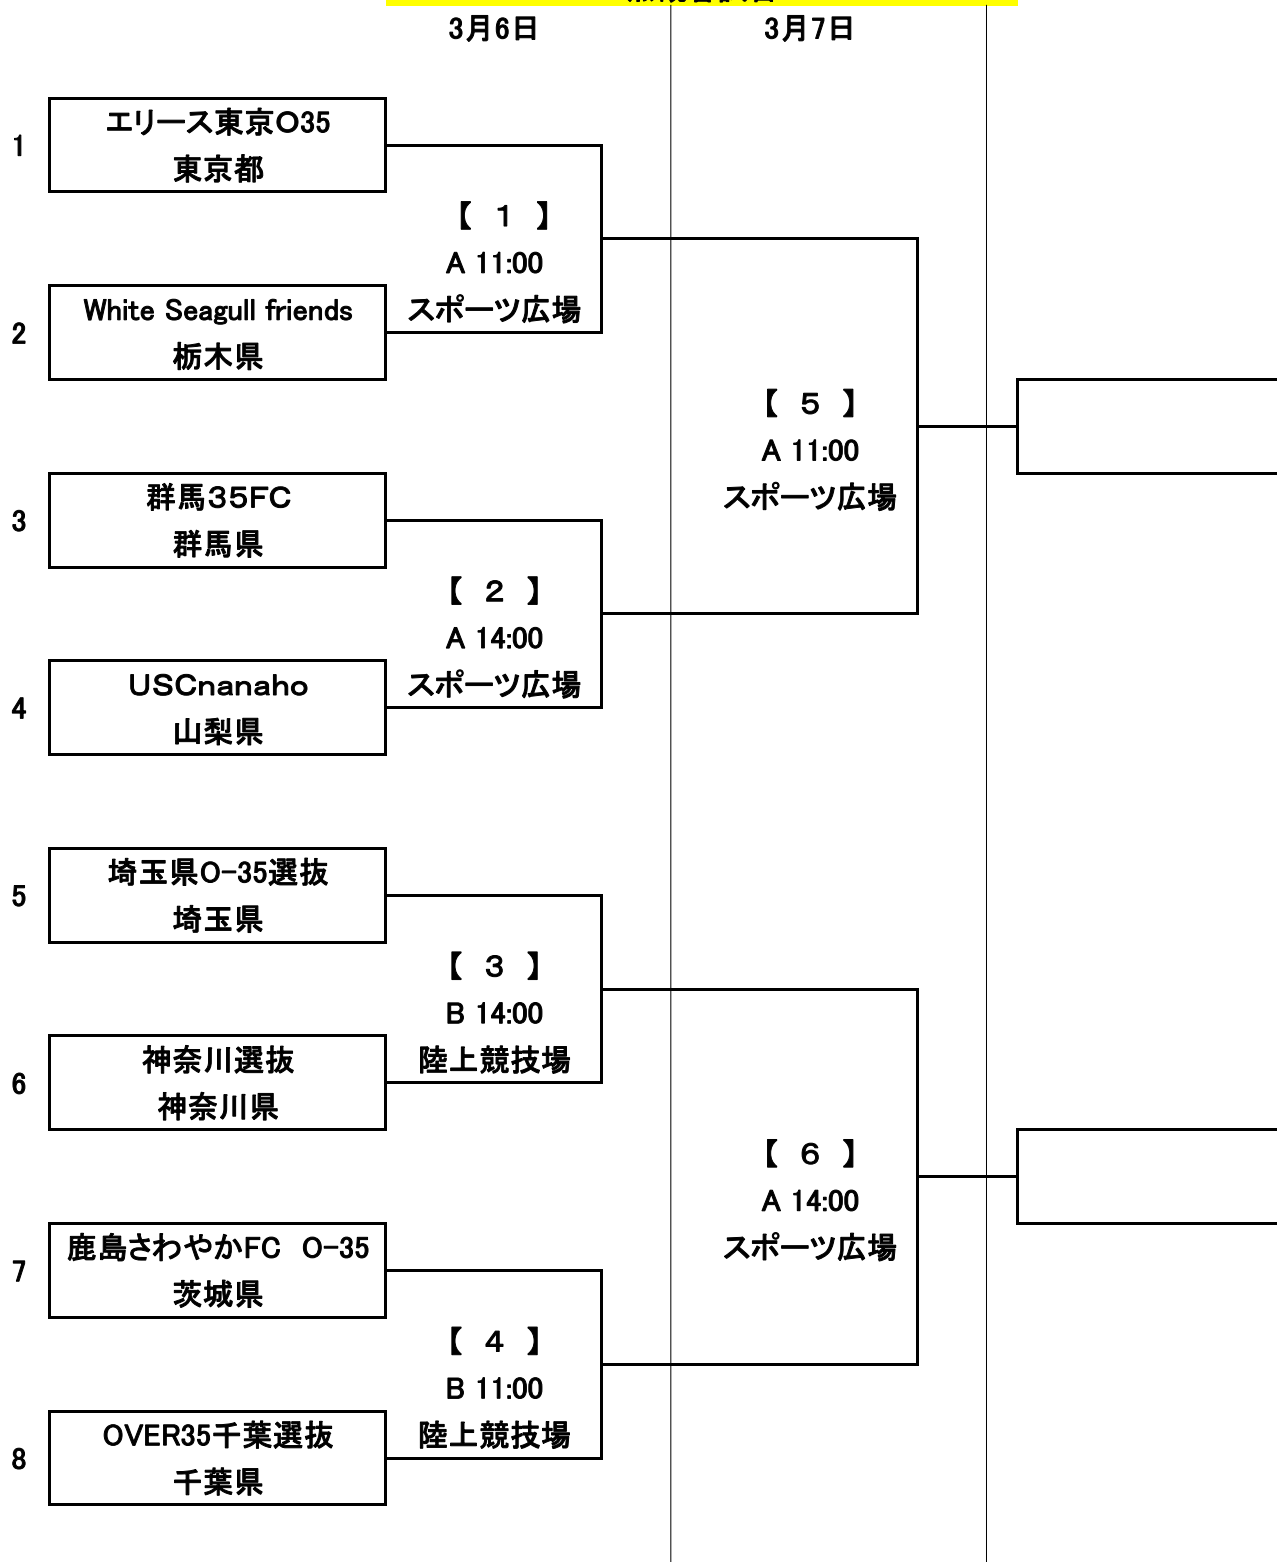 3月6日
3月7日
1
エリース東京O35
東京都
【 1 】
A 11:00
スポーツ広場
2
White Seagull friends
栃木県
【 5 】
A 11:00
スポーツ広場
3
群馬35FC
群馬県
【 2 】
A 14:00
スポーツ広場
4
USCnanaho
山梨県
5
埼玉県O-35選抜
埼玉県
【 3 】
B 14:00
陸上競技場
6
神奈川選抜
神奈川県
【 6 】
A 14:00
スポーツ広場
7
鹿島さわやかFC O-35
茨城県
【 4 】
B 11:00
陸上競技場
8
OVER35千葉選抜
千葉県